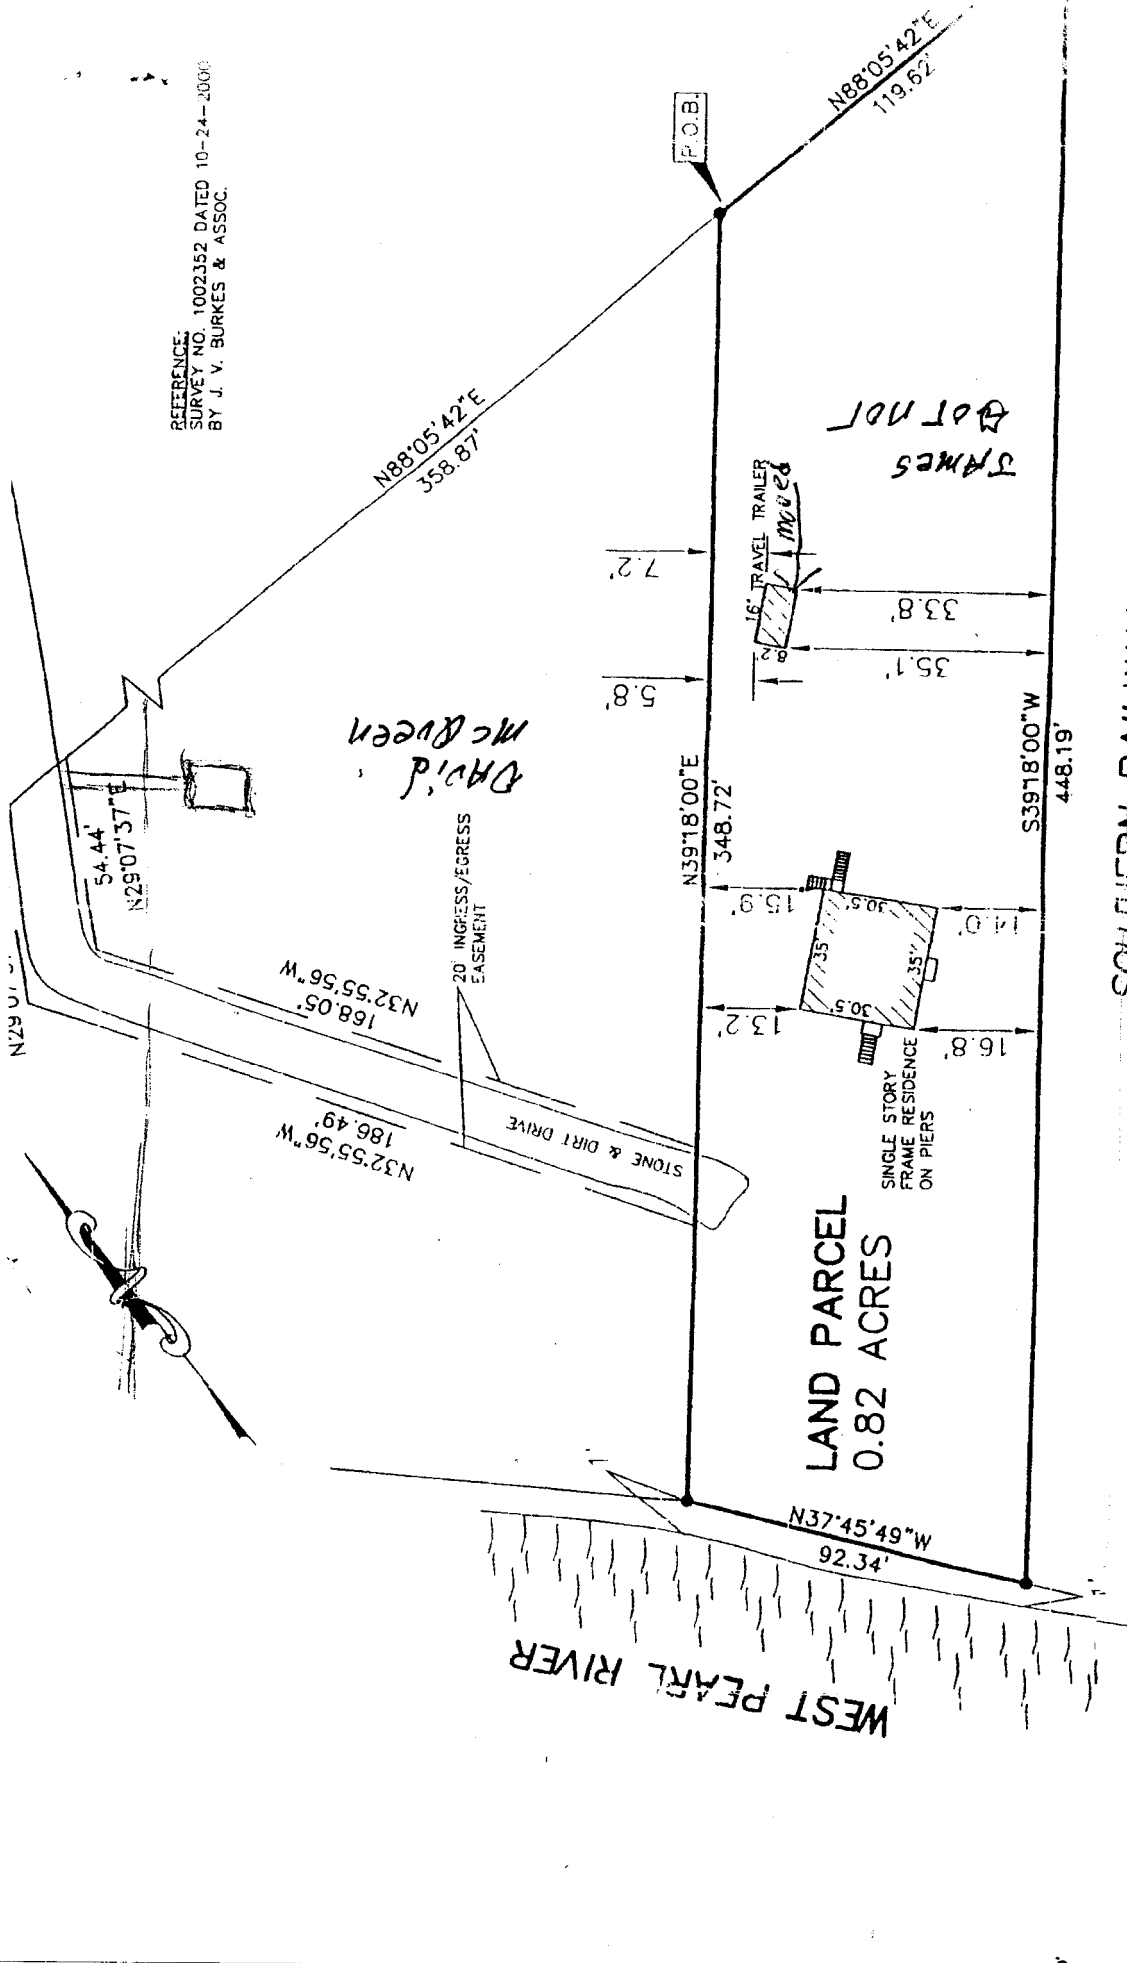 REFERENCE:
SURVEY NO. 1002352 DATED 10-24-2000
BY J. V. BURKES & ASSOC.
N88°05'42"E
119.62'
P.O.B.
N88°05'42"E
358.87'
54.44'
N29°07'37"E
DAVID
McQueen
20' INGRESS/EGRESS
EASEMENT
N32°55'56"W
168.05'
N32°55'56"W
186.49'
STONE & DIRT DRIVE
7.2'
5.8'
16' TRAVEL TRAILER
moved
8.2'
33.8'
35.1'
JAMES
N39°18'00"E
348.72'
S39°18'00"W
448.19'
15.9'
13.2'
30.5'
35'
35'
30.5'
14.0'
16.8'
SINGLE STORY
FRAME RESIDENCE
ON PIERS
LAND PARCEL
0.82 ACRES
N37°45'49"W
92.34'
WEST PEARL RIVER